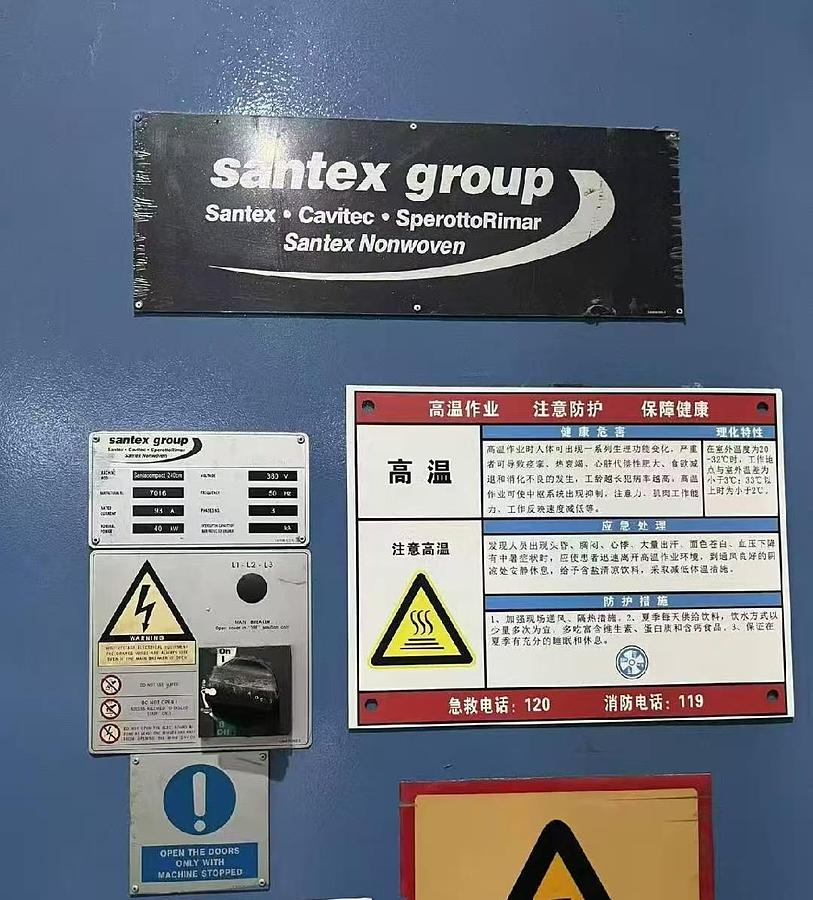 santex group
Santex • Cavitec • SperottoRimar
Santex Nonwoven
santex group
Santex • Cavitec • SperottoRimar
Santex Nonwoven
Santacompact 240cm
VOLTAGE
380 V
7016
FREQUENCY
50 Hz
RATED CURRENT
93 A
PHASES NO.
3
NOMINAL POWER
40 kW
kA
L1 - L2 - L3
MAIN BREAKER
WARNING
On
I
O
Off
DO NOT USE WATER
DO NOT OPEN!
OPEN THE DOORS
ONLY WITH
MACHINE STOPPED
高温作业 注意防护 保障健康
高温
注意高温
健康危害
高温作业时人体可出现一系列生理功能变化，严重
者可导致痉挛、热衰竭、心脏代偿性肥大、食欲减
退和消化不良的发生，工龄越长犯病率越高，高温
作业可使中枢系统出现抑制，注意力、肌肉工作能
力、工作反映速度减低等。
理化特性
在室外温度为20
-32℃时，工作地
点与室外温差为
小于3℃；33℃以
上时为小于2℃。
应急处理
发现人员出现头昏、胸闷、心悸、大量出汗、面色苍白、血压下降
有中暑症状时，应使患者迅速离开高温作业环境，到通风良好的阴
凉处安静休息，给予含盐清凉饮料，采取减低体温措施。
防护措施
1、加强现场送风、隔热措施。2、夏季每天供给饮料，饮水方式以
少量多次为宜，多吃富含维生素、蛋白质和含钙食品。3、保证在
夏季有充分的睡眠和休息。
急救电话：120 消防电话：119